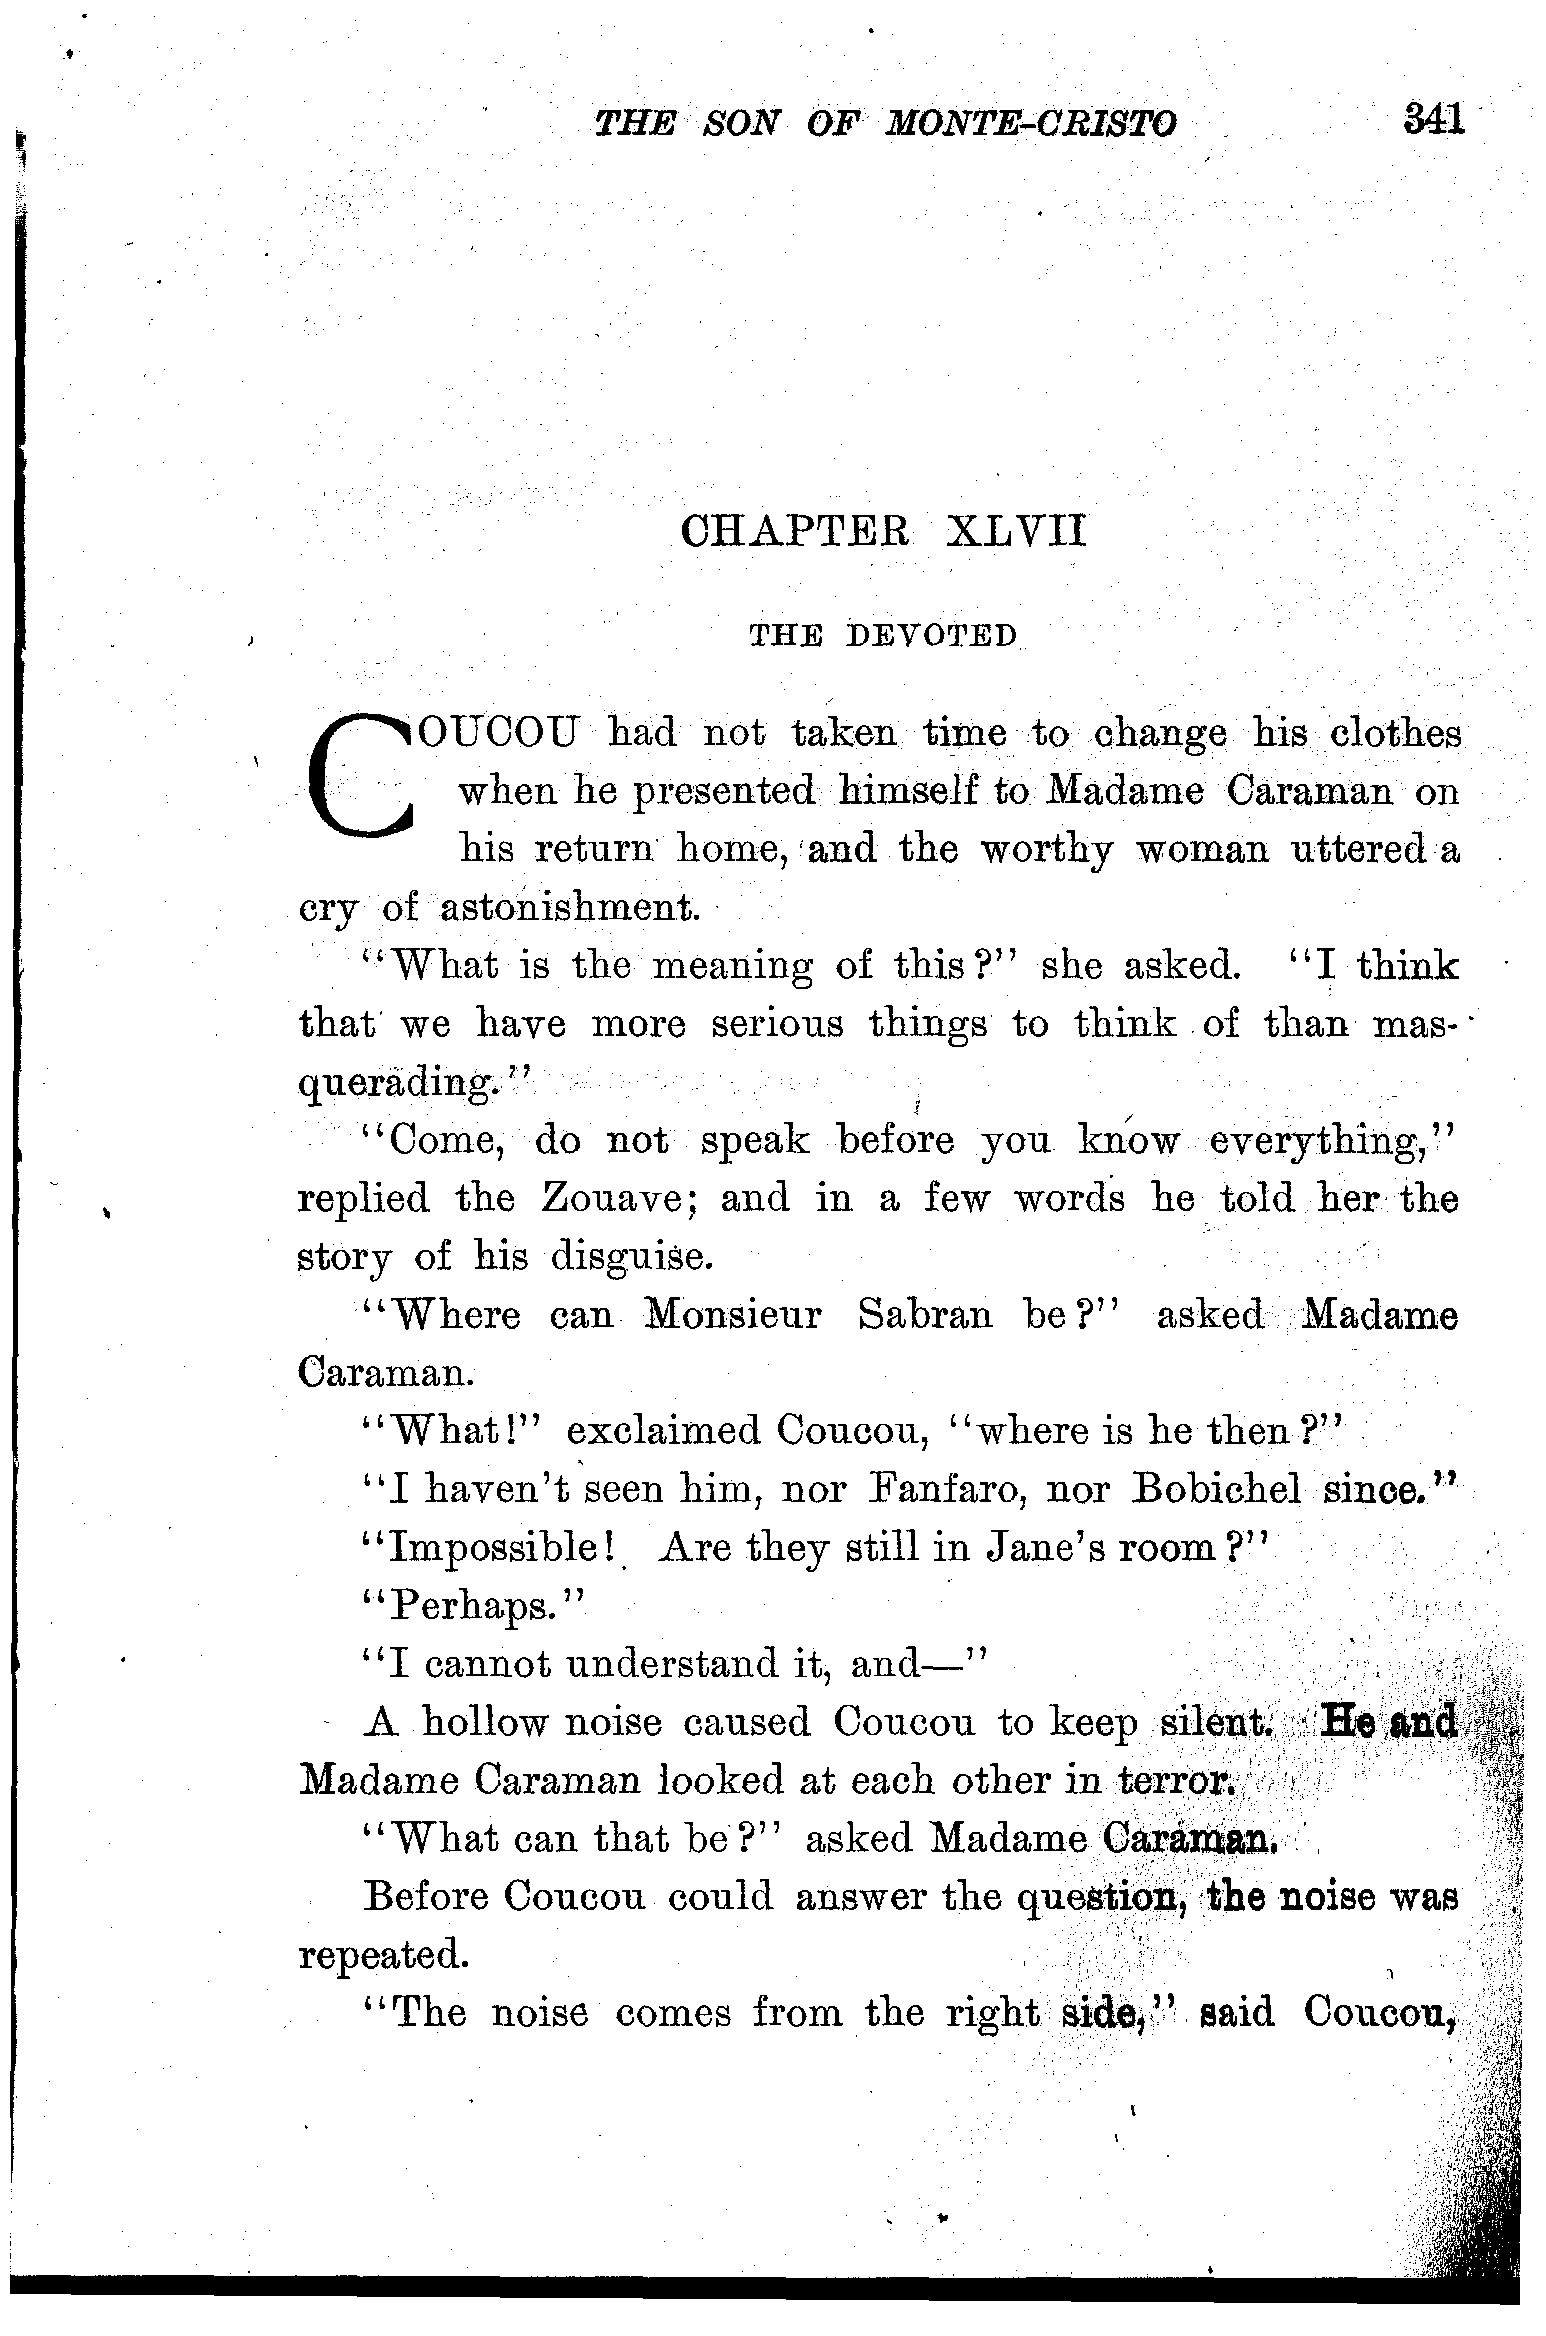 THE SON OF MONTE-CRISTO 341
CHAPTER XLVII
THE DEVOTED
COUCOU had not taken time to change his clothes
when he presented himself to Madame Caraman on
his return home, and the worthy woman uttered a
cry of astonishment.
"What is the meaning of this?" she asked. "I think
that we have more serious things to think of than mas-
querading."
"Come, do not speak before you know everything,"
replied the Zouave; and in a few words he told her the
story of his disguise.
"Where can Monsieur Sabran be?" asked Madame
Caraman.
"What!" exclaimed Coucou, "where is he then?"
"I haven't seen him, nor Fanfaro, nor Bobichel since."
"Impossible! Are they still in Jane's room?"
"Perhaps."
"I cannot understand it, and—"
A hollow noise caused Coucou to keep silent. He and
Madame Caraman looked at each other in terror.
"What can that be?" asked Madame Caraman.
Before Coucou could answer the question, the noise was
repeated.
"The noise comes from the right side," said Coucou,